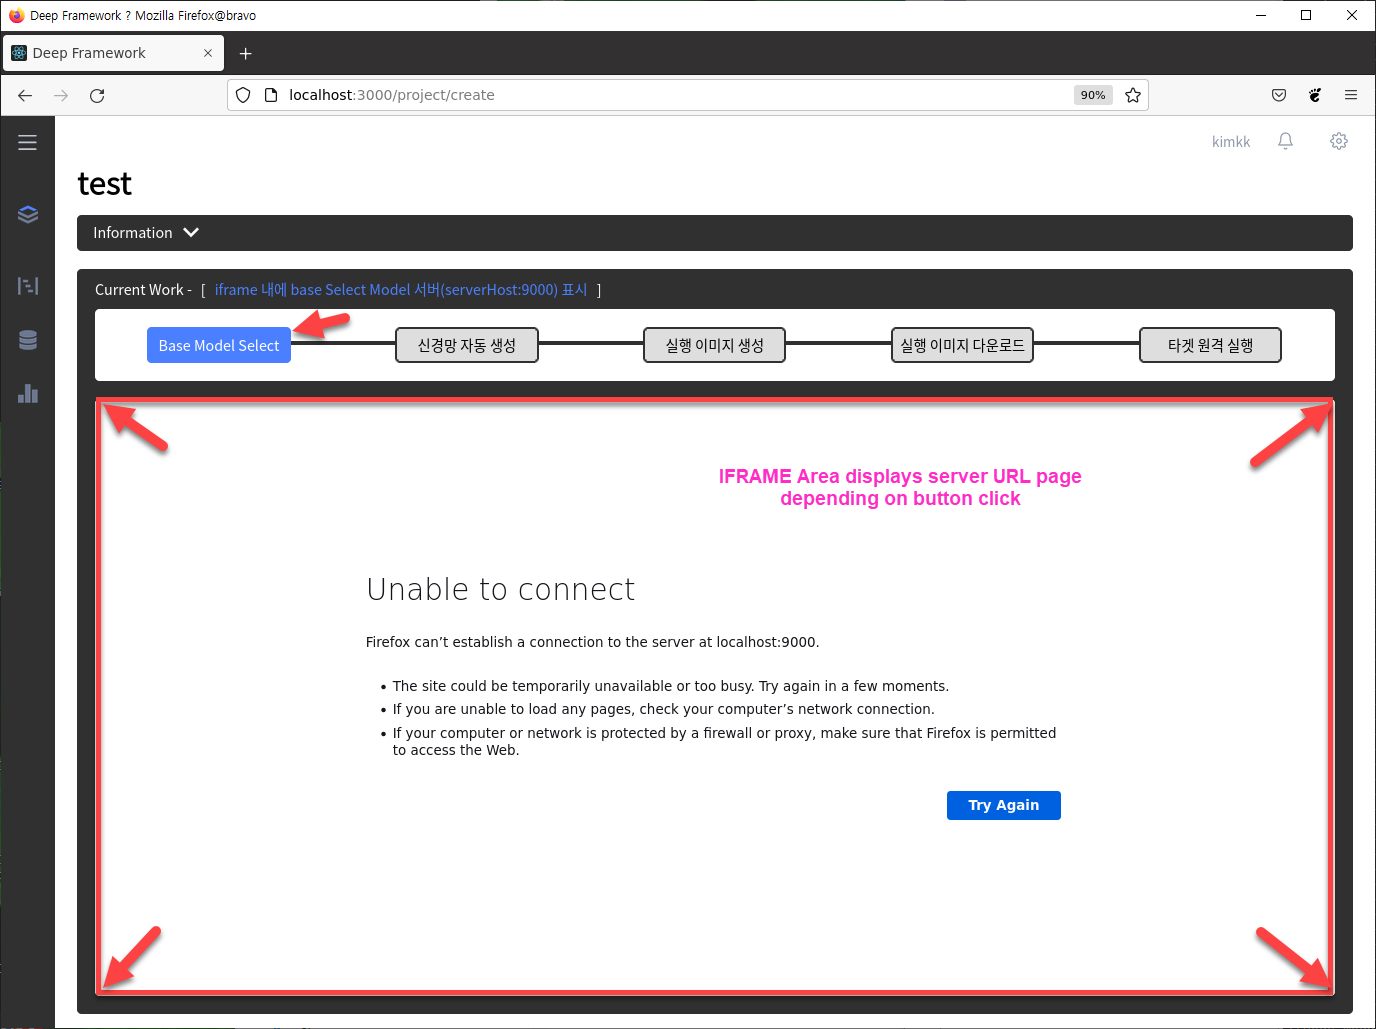 Deep Framework ? Mozilla Firefox@bravo
Deep Framework
localhost:3000/project/create
90%
kimkk
test
Information
Current Work - [ iframe 내에 base Select Model 서버(serverHost:9000) 표시 ]
Base Model Select
신경망 자동 생성
실행 이미지 생성
실행 이미지 다운로드
타겟 원격 실행
IFRAME Area displays server URL page
depending on button click
Unable to connect
Firefox can’t establish a connection to the server at localhost:9000.
• The site could be temporarily unavailable or too busy. Try again in a few moments.
• If you are unable to load any pages, check your computer’s network connection.
• If your computer or network is protected by a firewall or proxy, make sure that Firefox is permitted
to access the Web.
Try Again